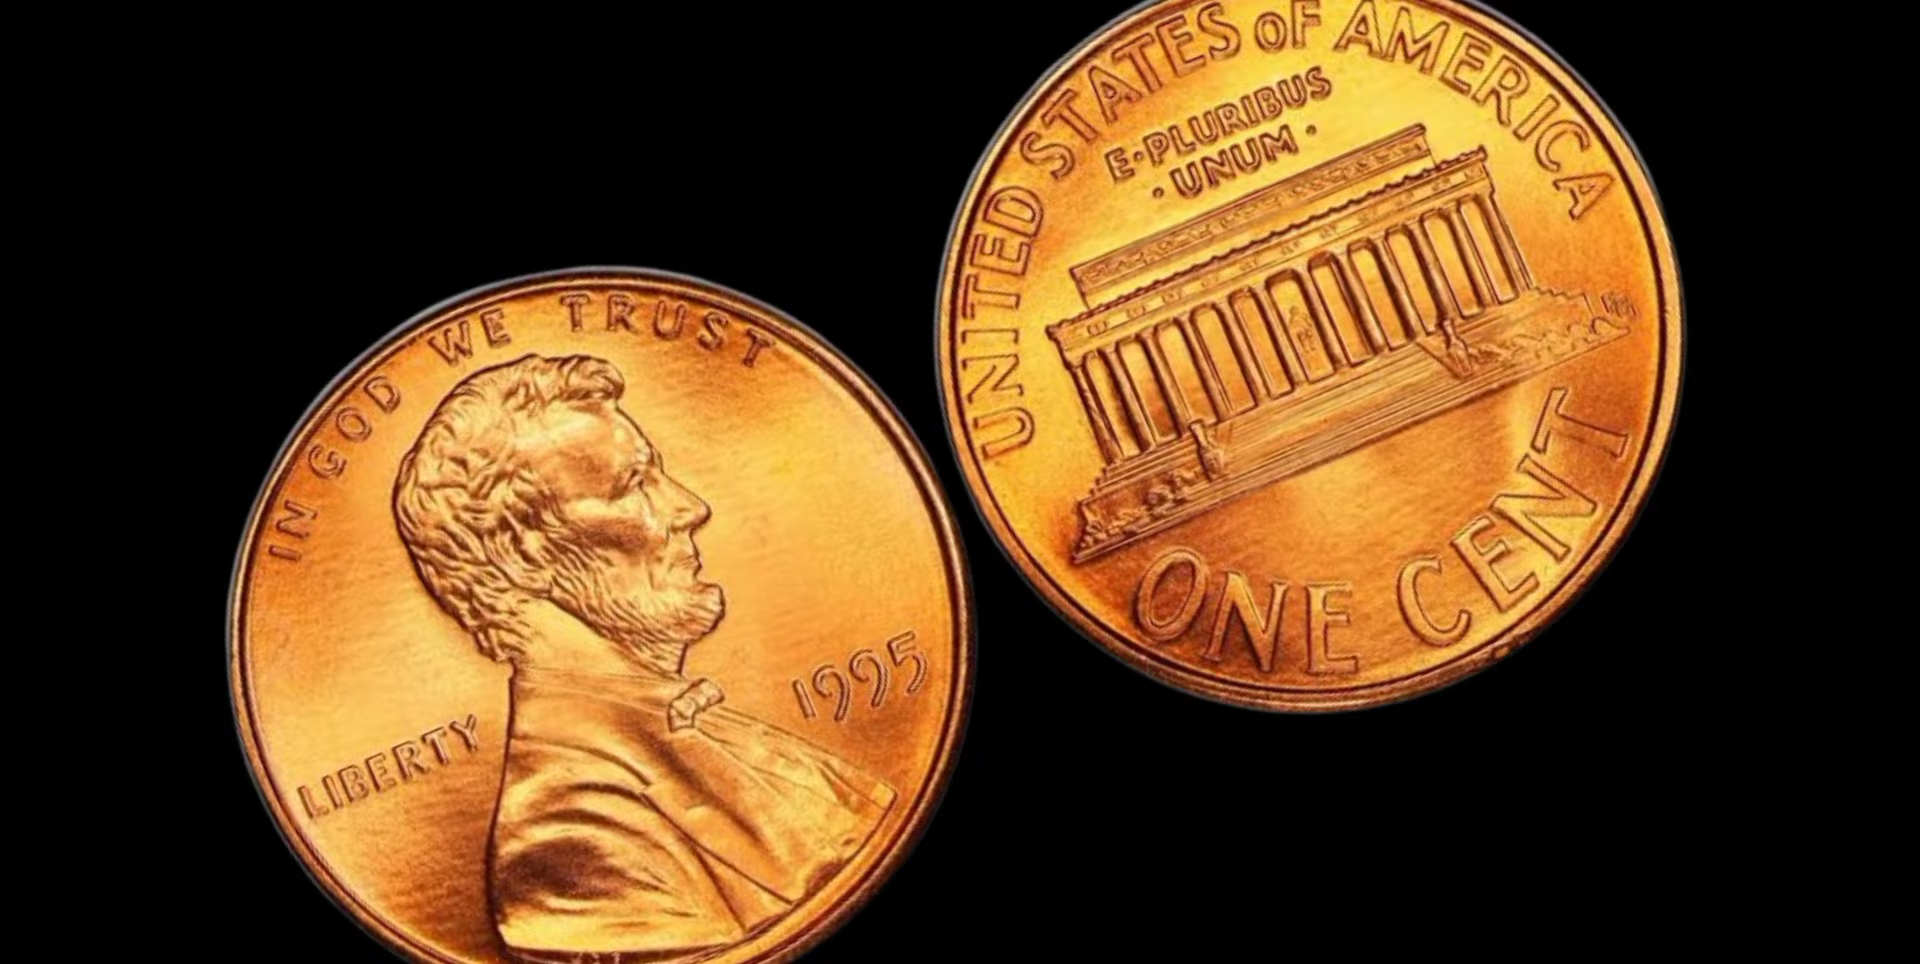 IN GOD WE TRUST
LIBERTY
1995
UNITED STATES OF AMERICA
E·PLURIBUS
·UNUM·
ONE CENT